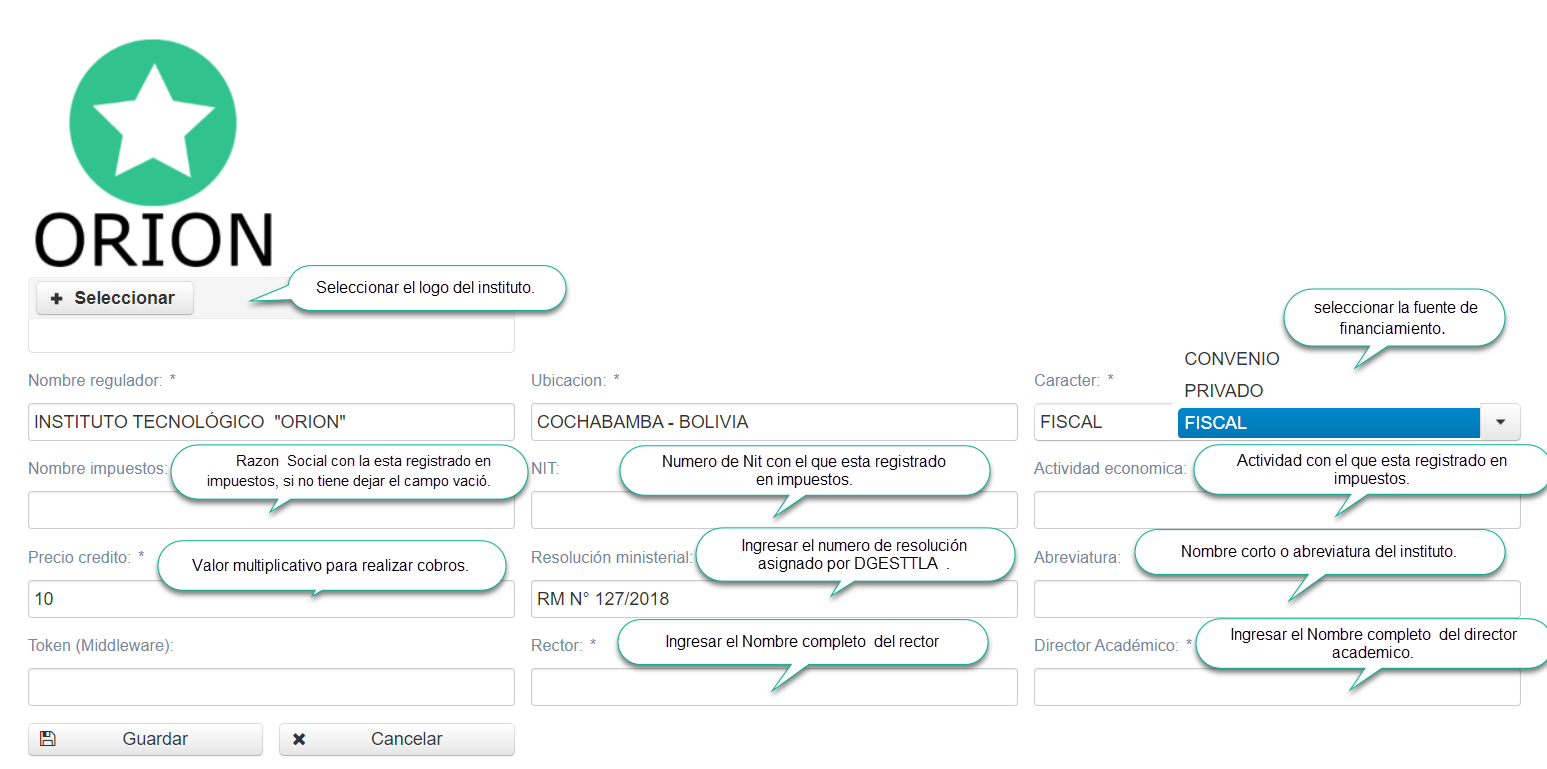 ORION
Seleccionar
Seleccionar el logo del instituto.
seleccionar la fuente de
financiamiento.
CONVENIO
PRIVADO
FISCAL
Nombre regulador: *
Ubicacion: *
Caracter: *
INSTITUTO TECNOLÓGICO "ORION"
COCHABAMBA - BOLIVIA
FISCAL
Nombre impuestos:
Razon Social con la esta registrado en
impuestos, si no tiene dejar el campo vació.
NIT:
Numero de Nit con el que esta registrado
en impuestos.
Actividad economica:
Actividad con el que esta registrado en
impuestos.
Precio credito: *
Valor multiplicativo para realizar cobros.
Resolución ministerial:
Ingresar el numero de resolución
asignado por DGESTTLA .
Abreviatura:
Nombre corto o abreviatura del instituto.
10
RM N° 127/2018
Token (Middleware):
Rector: *
Ingresar el Nombre completo del rector
Director Académico: *
Ingresar el Nombre completo del director
academico.
Guardar
Cancelar